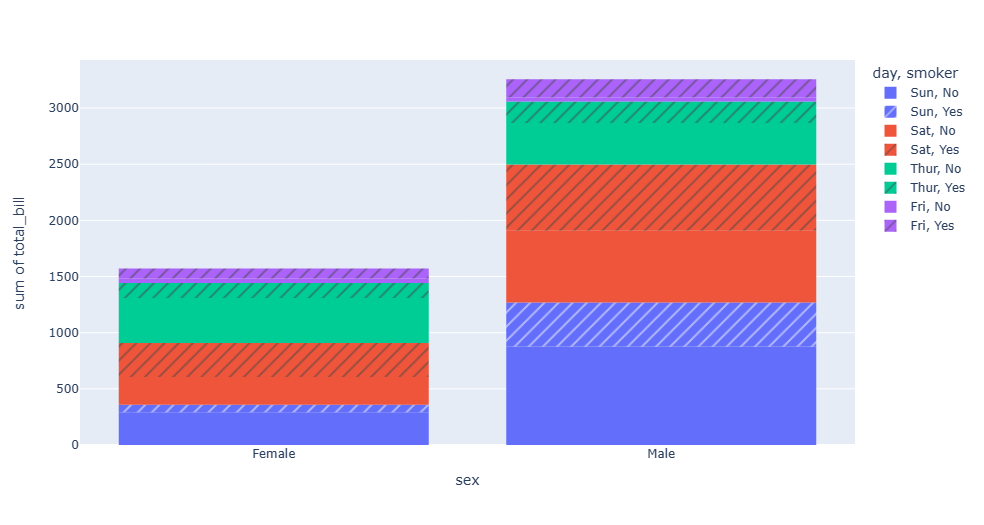 day, smoker
Sun, No
Sun, Yes
Sat, No
Sat, Yes
Thur, No
Thur, Yes
Fri, No
Fri, Yes
sum of total_bill
3000
2500
2000
1500
1000
500
0
Female
Male
sex